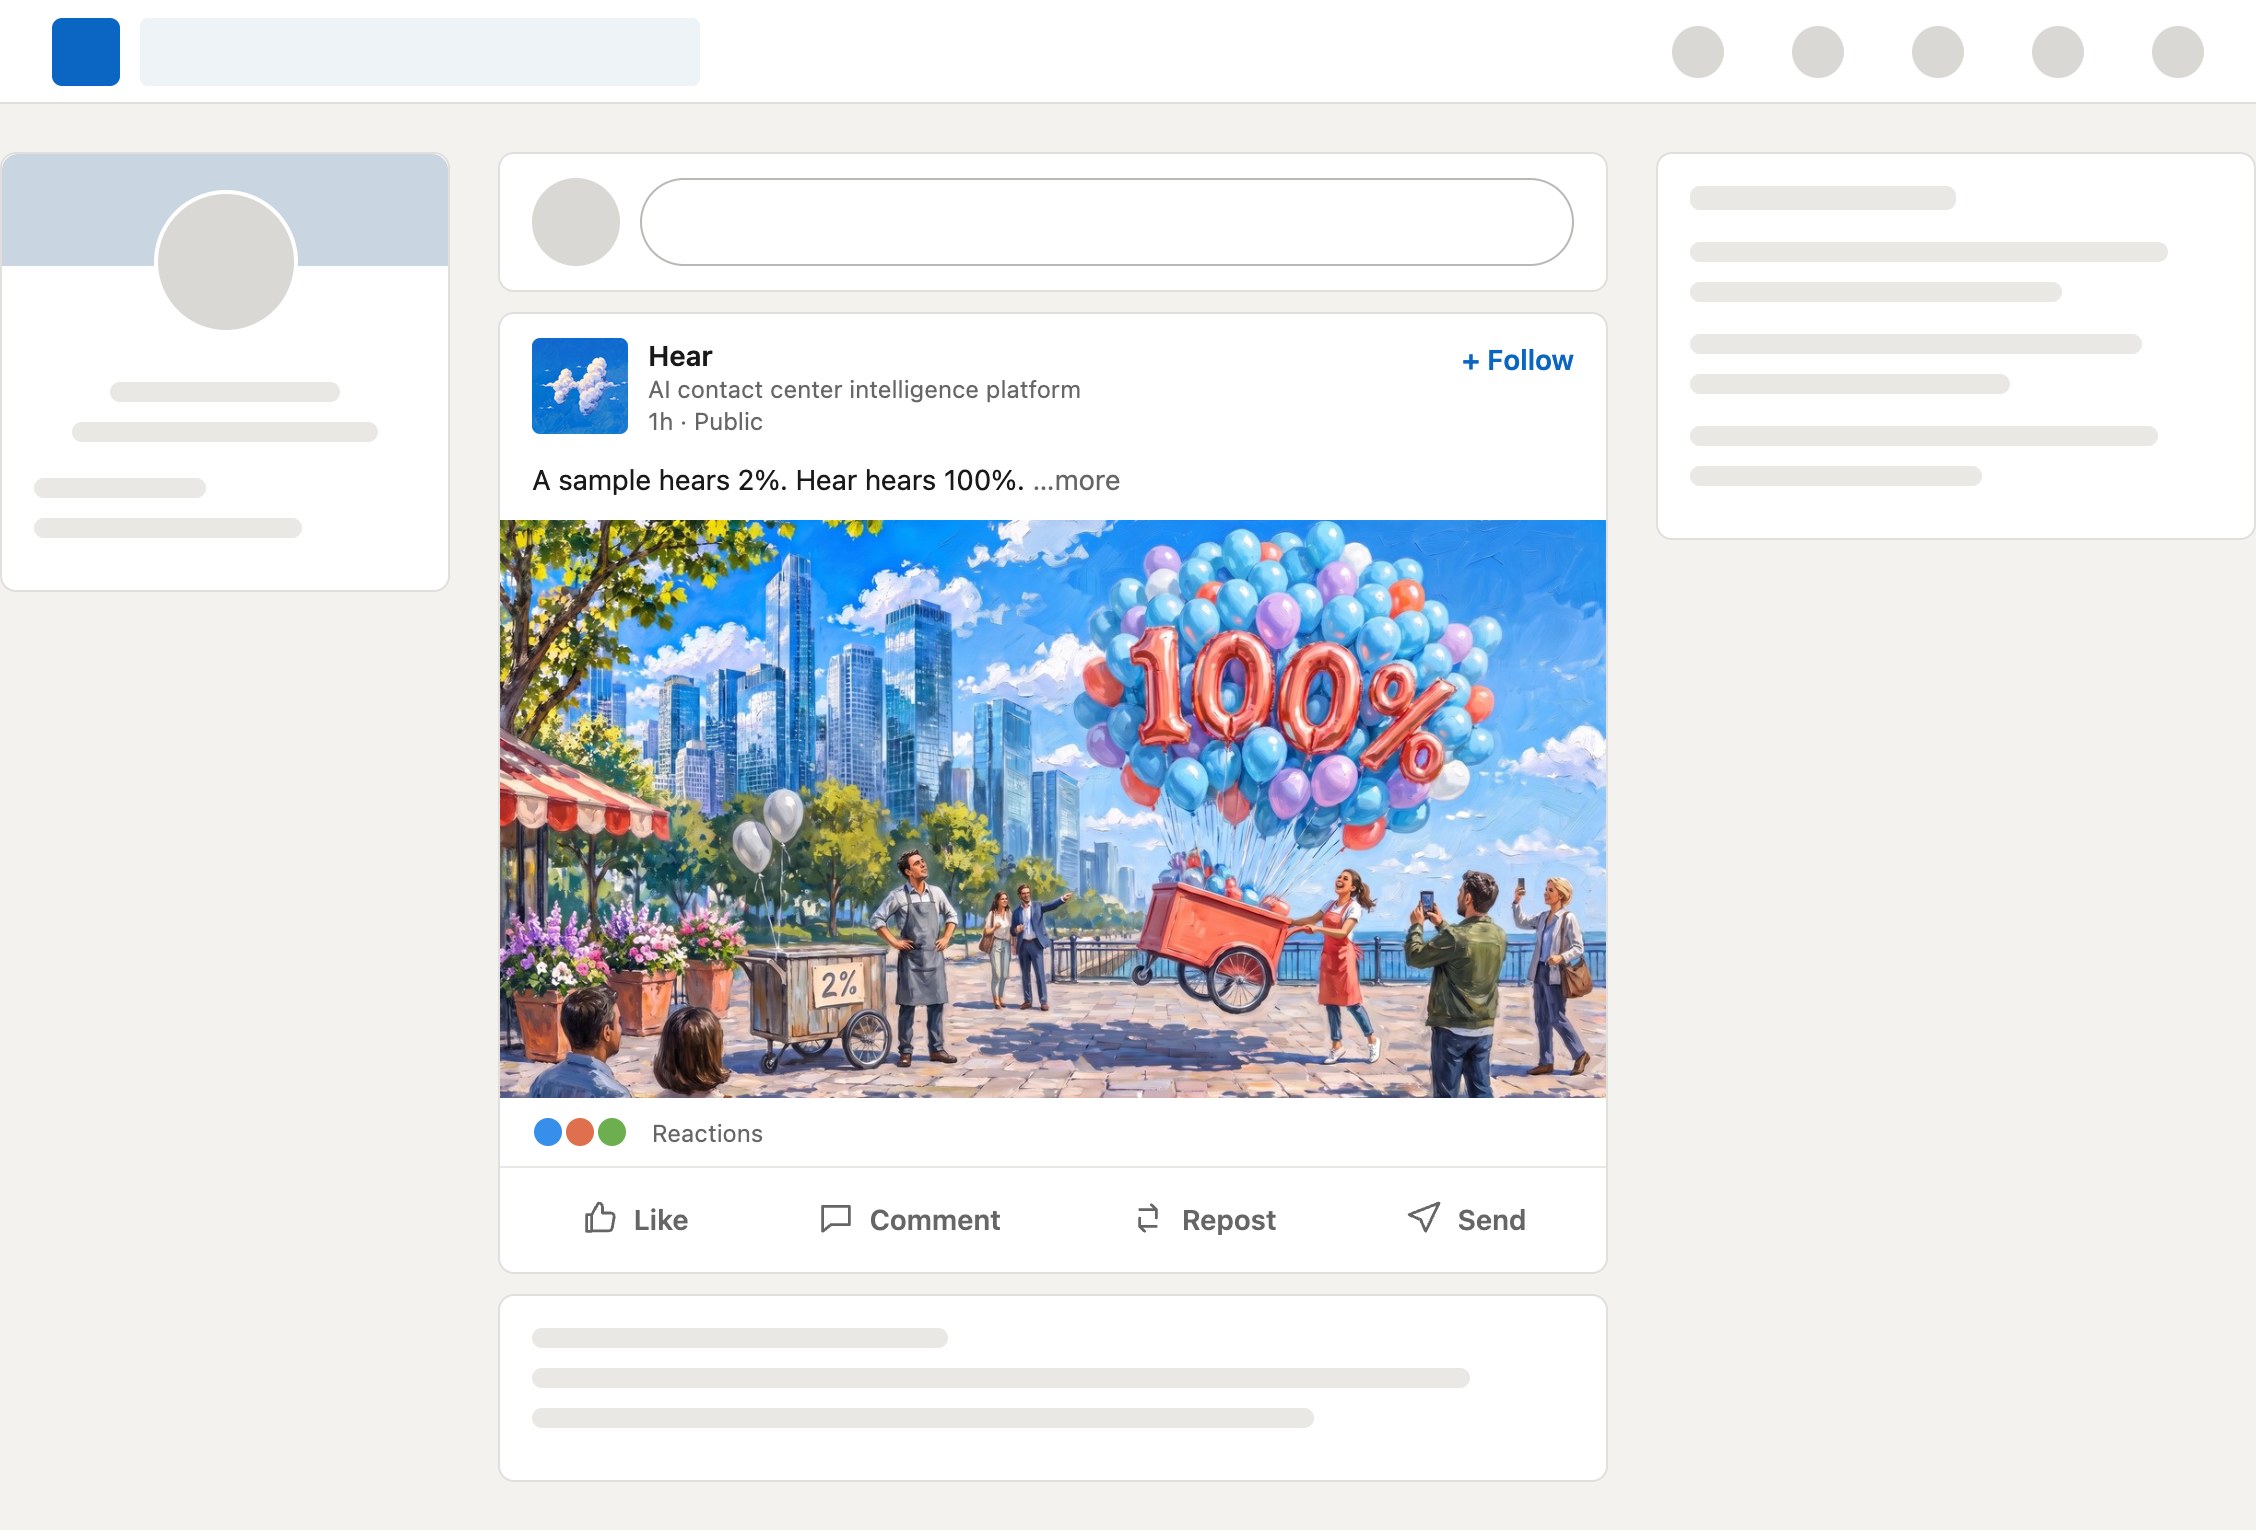 Hear
AI contact center intelligence platform
1h · Public
+ Follow
A sample hears 2%. Hear hears 100%. ...more
100%
2%
Reactions
Like
Comment
Repost
Send